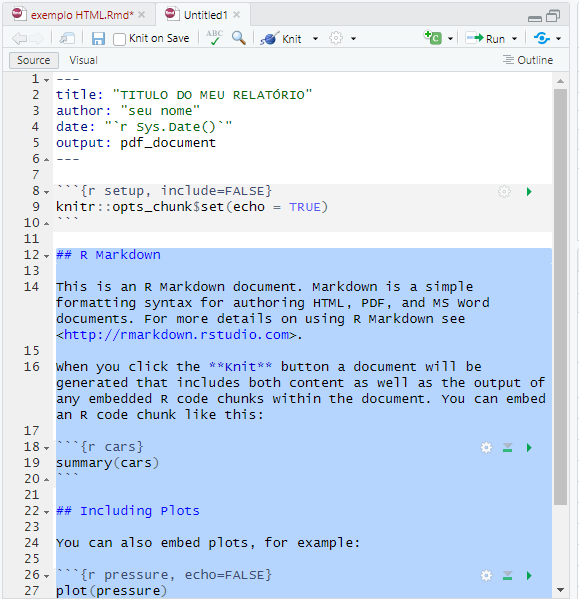 exemplo HTML.Rmd* × Untitled1 ×
Knit on Save ABC Knit Run
Source Visual Outline
1 ---
2 title: "TITULO DO MEU RELATÓRIO"
3 author: "seu nome"
4 date: "`r Sys.Date()`"
5 output: pdf_document
6 ---
7
8 ```{r setup, include=FALSE}
9 knitr::opts_chunk$set(echo = TRUE)
10 ```
11
12 ## R Markdown
13
14 This is an R Markdown document. Markdown is a simple
formatting syntax for authoring HTML, PDF, and MS Word
documents. For more details on using R Markdown see
<http://rmarkdown.rstudio.com>.
15
16 When you click the **Knit** button a document will be
generated that includes both content as well as the output of
any embedded R code chunks within the document. You can embed
an R code chunk like this:
17
18 ```{r cars}
19 summary(cars)
20 ```
21
22 ## Including Plots
23
24 You can also embed plots, for example:
25
26 ```{r pressure, echo=FALSE}
27 plot(pressure)